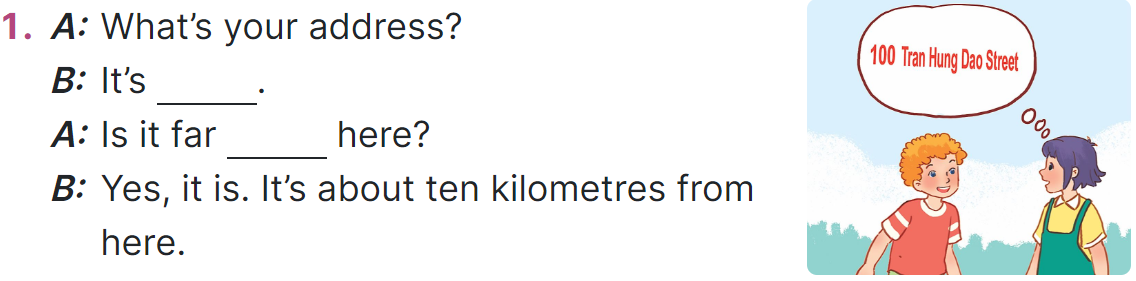 1. A: What's your address?
B: It's ______.
A: Is it far ______ here?
B: Yes, it is. It's about ten kilometres from
here.
100 Tran Hung Dao Street